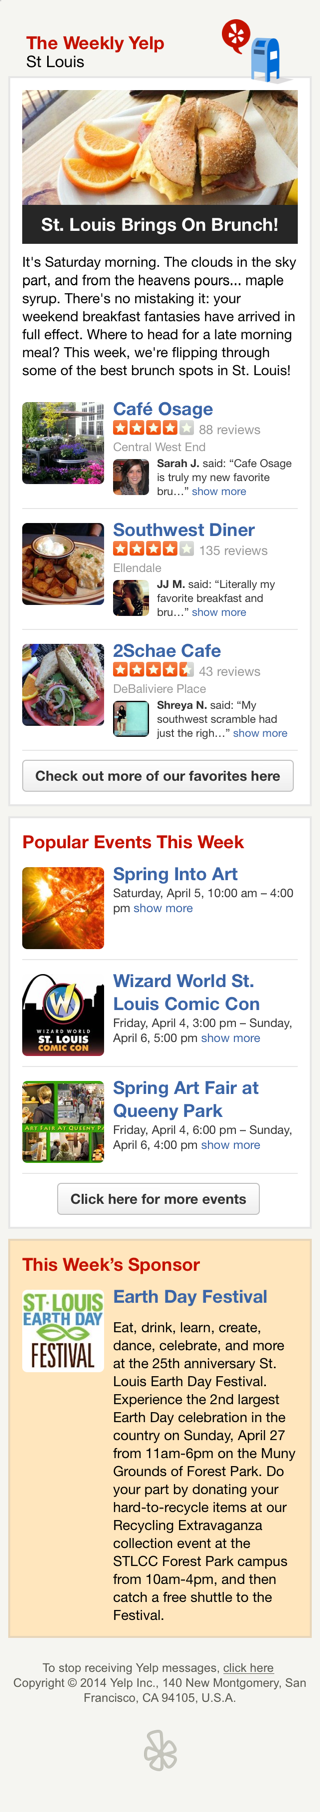 The Weekly Yelp
St Louis
St. Louis Brings On Brunch!
It's Saturday morning. The clouds in the sky
part, and from the heavens pours... maple
syrup. There's no mistaking it: your
weekend breakfast fantasies have arrived in
full effect. Where to head for a late morning
meal? This week, we're flipping through
some of the best brunch spots in St. Louis!
Café Osage
88 reviews
Central West End
Sarah J. said: “Cafe Osage
is truly my new favorite
bru…” show more
Southwest Diner
135 reviews
Ellendale
JJ M. said: “Literally my
favorite breakfast and
bru…” show more
2Schae Cafe
43 reviews
DeBaliviere Place
Shreya N. said: “My
southwest scramble had
just the righ…” show more
Check out more of our favorites here
Popular Events This Week
Spring Into Art
Saturday, April 5, 10:00 am – 4:00
pm show more
WIZARD WORLD
ST. LOUIS
COMIC CON
Wizard World St.
Louis Comic Con
Friday, April 4, 3:00 pm – Sunday,
April 6, 5:00 pm show more
ART FAIR AT QUEENY PA
Spring Art Fair at
Queeny Park
Friday, April 4, 6:00 pm – Sunday,
April 6, 4:00 pm show more
Click here for more events
This Week’s Sponsor
ST·LOUIS
EARTH DAY
FESTIVAL
Earth Day Festival
Eat, drink, learn, create,
dance, celebrate, and more
at the 25th anniversary St.
Louis Earth Day Festival.
Experience the 2nd largest
Earth Day celebration in the
country on Sunday, April 27
from 11am-6pm on the Muny
Grounds of Forest Park. Do
your part by donating your
hard-to-recycle items at our
Recycling Extravaganza
collection event at the
STLCC Forest Park campus
from 10am-4pm, and then
catch a free shuttle to the
Festival.
To stop receiving Yelp messages, click here
Copyright © 2014 Yelp Inc., 140 New Montgomery, San
Francisco, CA 94105, U.S.A.